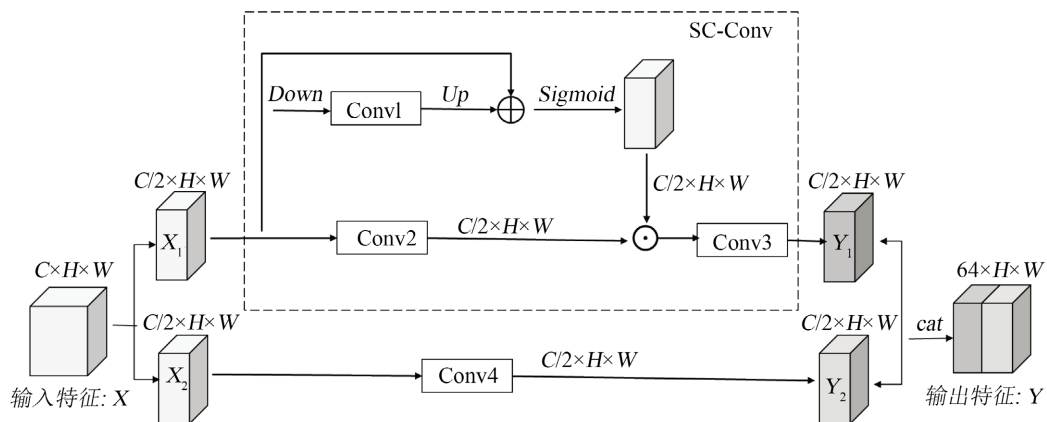 SC-Conv
Down
Conv1
Up
Sigmoid
C/2×H×W
C/2×H×W
C/2×H×W
X₁
Conv2
C/2×H×W
Conv3
Y₁
C×H×W
64×H×W
C/2×H×W
C/2×H×W
cat
X₂
Conv4
C/2×H×W
Y₂
输入特征: X
输出特征: Y